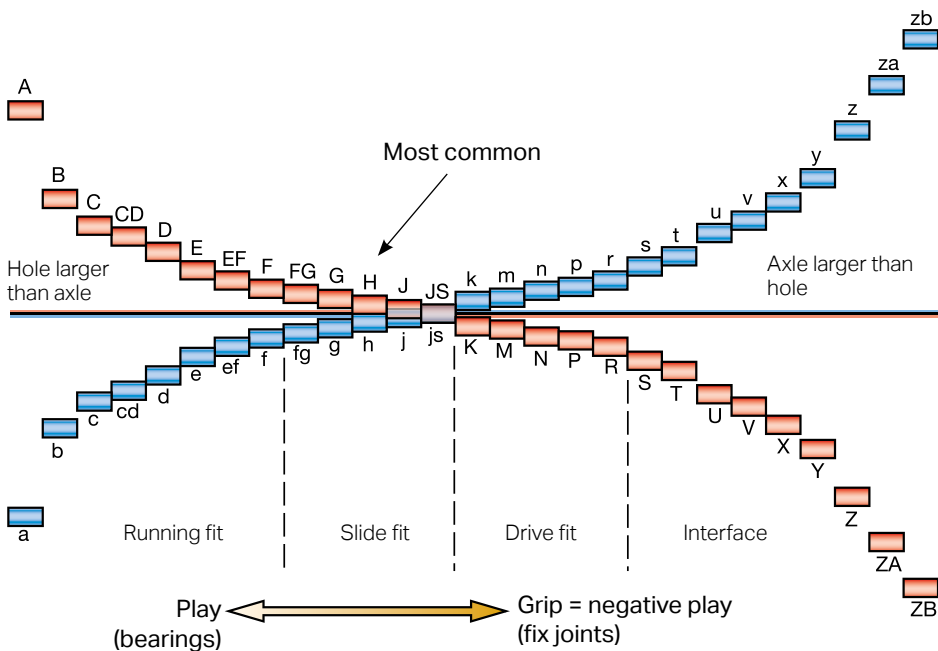 zb
za
z
y
x
v
u
t
s
r
p
n
m
k
Most common
A
B
C
CD
D
E
EF
F
FG
G
H
J
JS
Hole larger
than axle
Axle larger than
hole
a
b
c
cd
d
e
ef
f
fg
g
h
j
js
K
M
N
P
R
S
T
U
V
X
Y
Z
ZA
ZB
Running fit
Slide fit
Drive fit
Interface
Play
(bearings)
Grip = negative play
(fix joints)